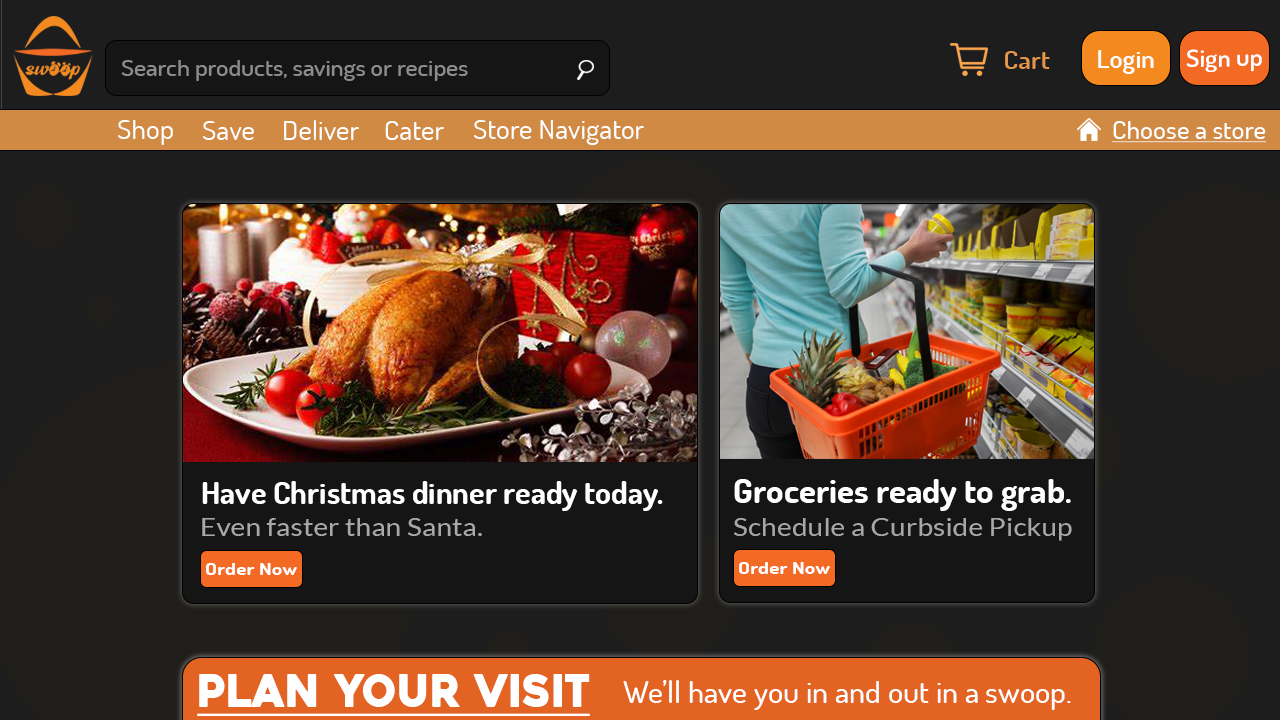 swööp
Search products, savings or recipes
Cart
Login
Sign up
Shop
Save
Deliver
Cater
Store Navigator
Choose a store
Have Christmas dinner ready today.
Even faster than Santa.
Order Now
Groceries ready to grab.
Schedule a Curbside Pickup
Order Now
PLAN YOUR VISIT
We'll have you in and out in a swoop.